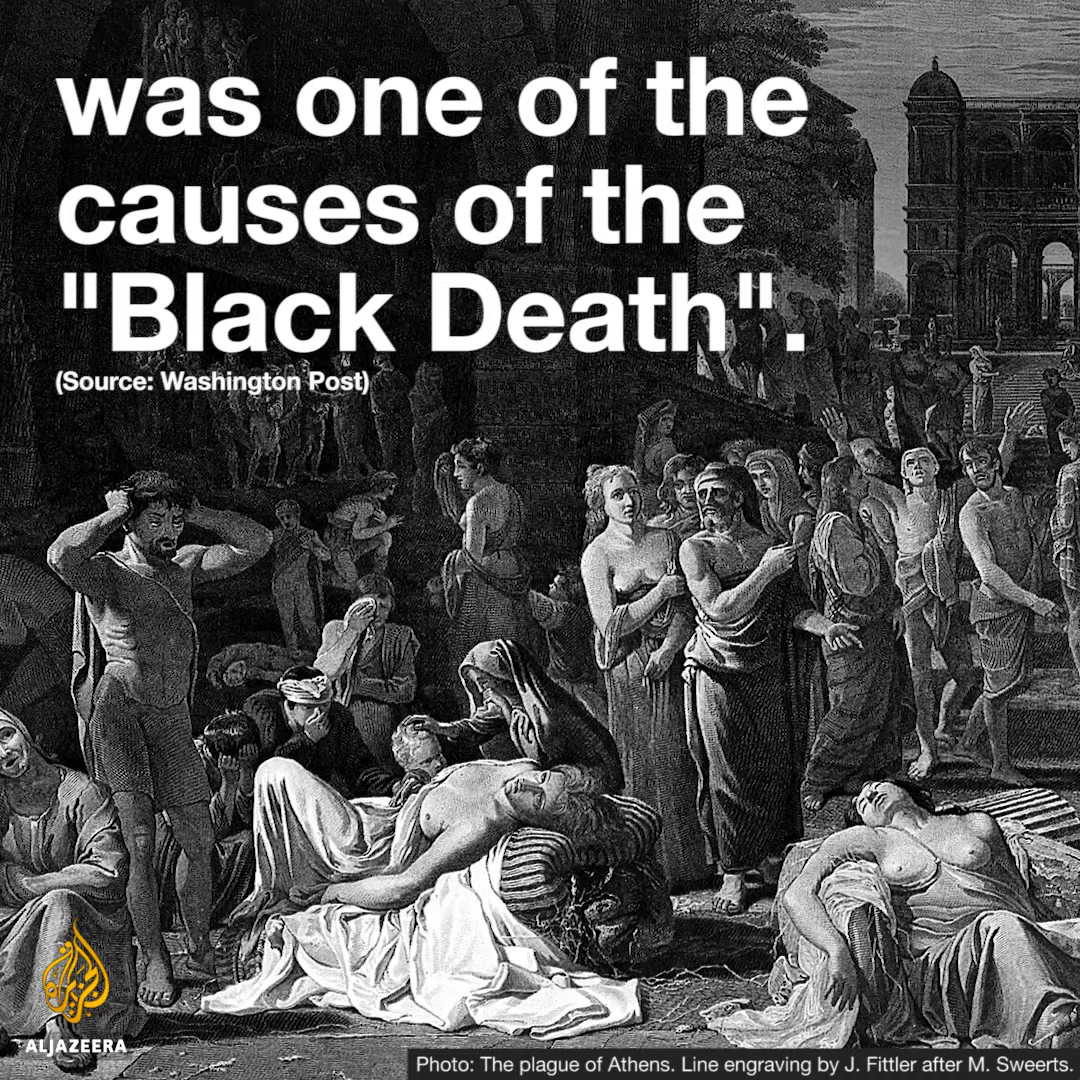 was one of the
causes of the
"Black Death".
(Source: Washington Post)
ALJAZEERA
Photo: The plague of Athens. Line engraving by J. Fittler after M. Sweerts.